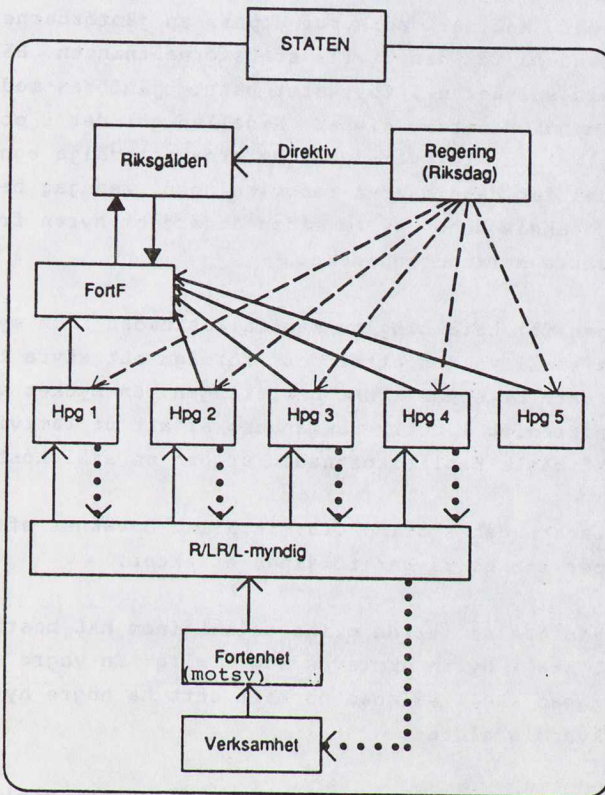 STATEN
Riksgälden
Direktiv
Regering
(Riksdag)
FortF
Hpg 1
Hpg 2
Hpg 3
Hpg 4
Hpg 5
R/LR/L-myndig
Fortenhet
(motsv)
Verksamhet